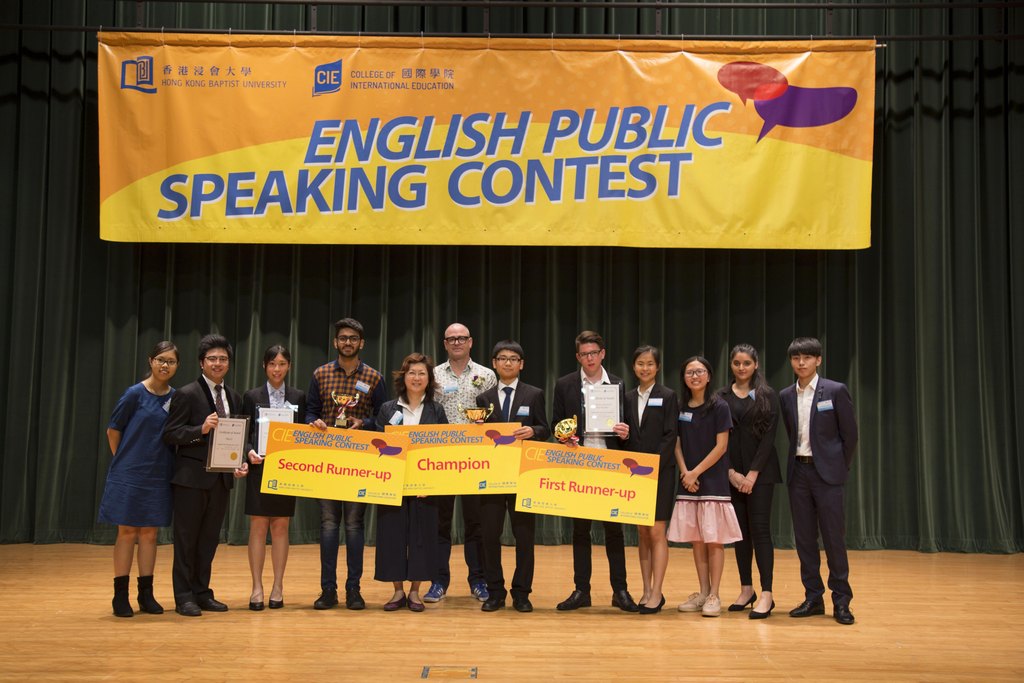 香港浸會大學
HONG KONG BAPTIST UNIVERSITY
CIE
COLLEGE OF 國際學院
INTERNATIONAL EDUCATION
ENGLISH PUBLIC
SPEAKING CONTEST
CIE ENGLISH PUBLIC
SPEAKING CONTEST
Second Runner-up
CIE ENGLISH PUBLIC
SPEAKING CONTEST
Champion
CIE ENGLISH PUBLIC
SPEAKING CONTEST
First Runner-up